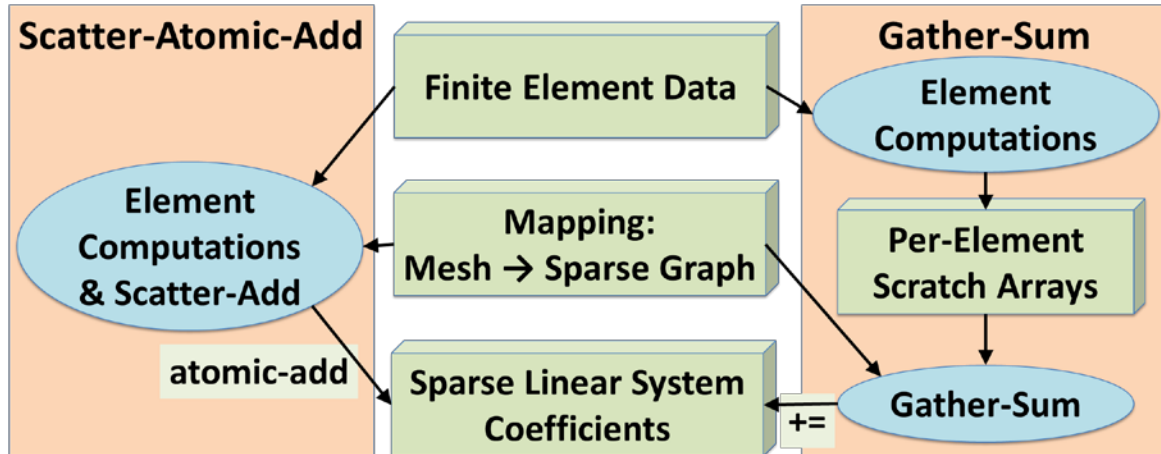 Scatter-Atomic-Add
Finite Element Data
Gather-Sum
Element
Computations
Element
Computations
& Scatter-Add
Mapping:
Mesh → Sparse Graph
Per-Element
Scratch Arrays
atomic-add
Sparse Linear System
Coefficients
+=
Gather-Sum